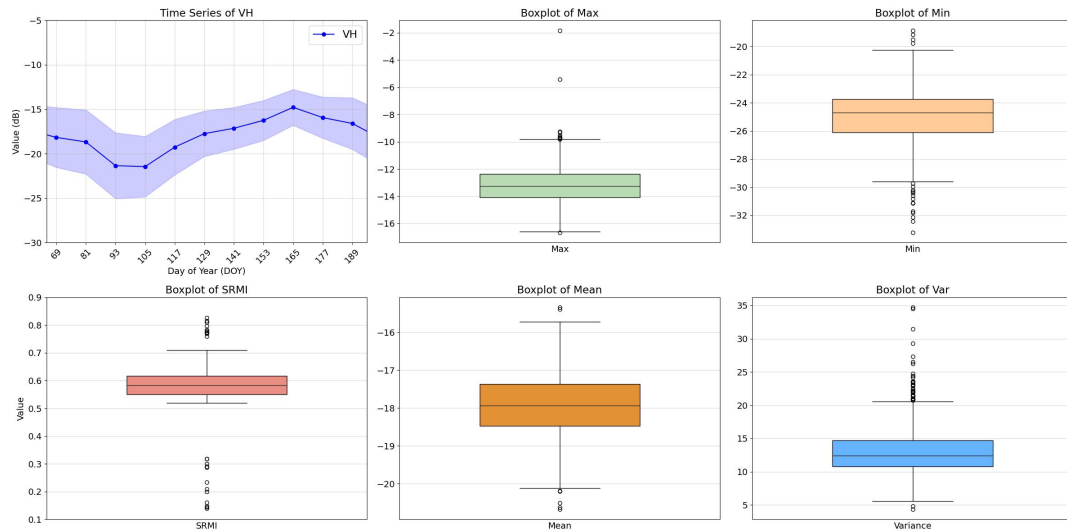 Time Series of VH
VH
Value (dB)
−5
−10
−15
−20
−25
−30
69 81 93 105 117 129 141 153 165 177 189
Day of Year (DOY)
Boxplot of Max
−2
−4
−6
−8
−10
−12
−14
−16
Max
Boxplot of Min
−20
−22
−24
−26
−28
−30
−32
Min
Boxplot of SRMI
Value
0.9
0.8
0.7
0.6
0.5
0.4
0.3
0.2
0.1
SRMI
Boxplot of Mean
−16
−17
−18
−19
−20
Mean
Boxplot of Var
35
30
25
20
15
10
5
Variance